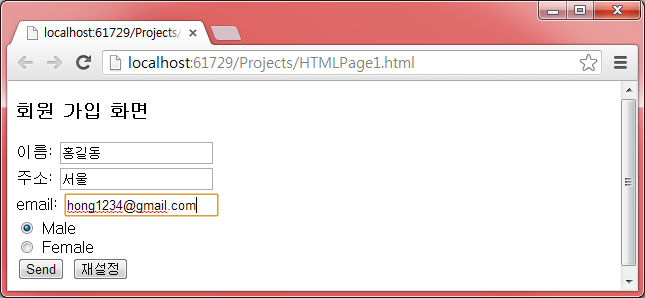 localhost:61729/Projects/
localhost:61729/Projects/HTMLPage1.html
회원 가입 화면
이름: 홍길동
주소: 서울
email: hong1234@gmail.com
Male
Female
Send 재설정